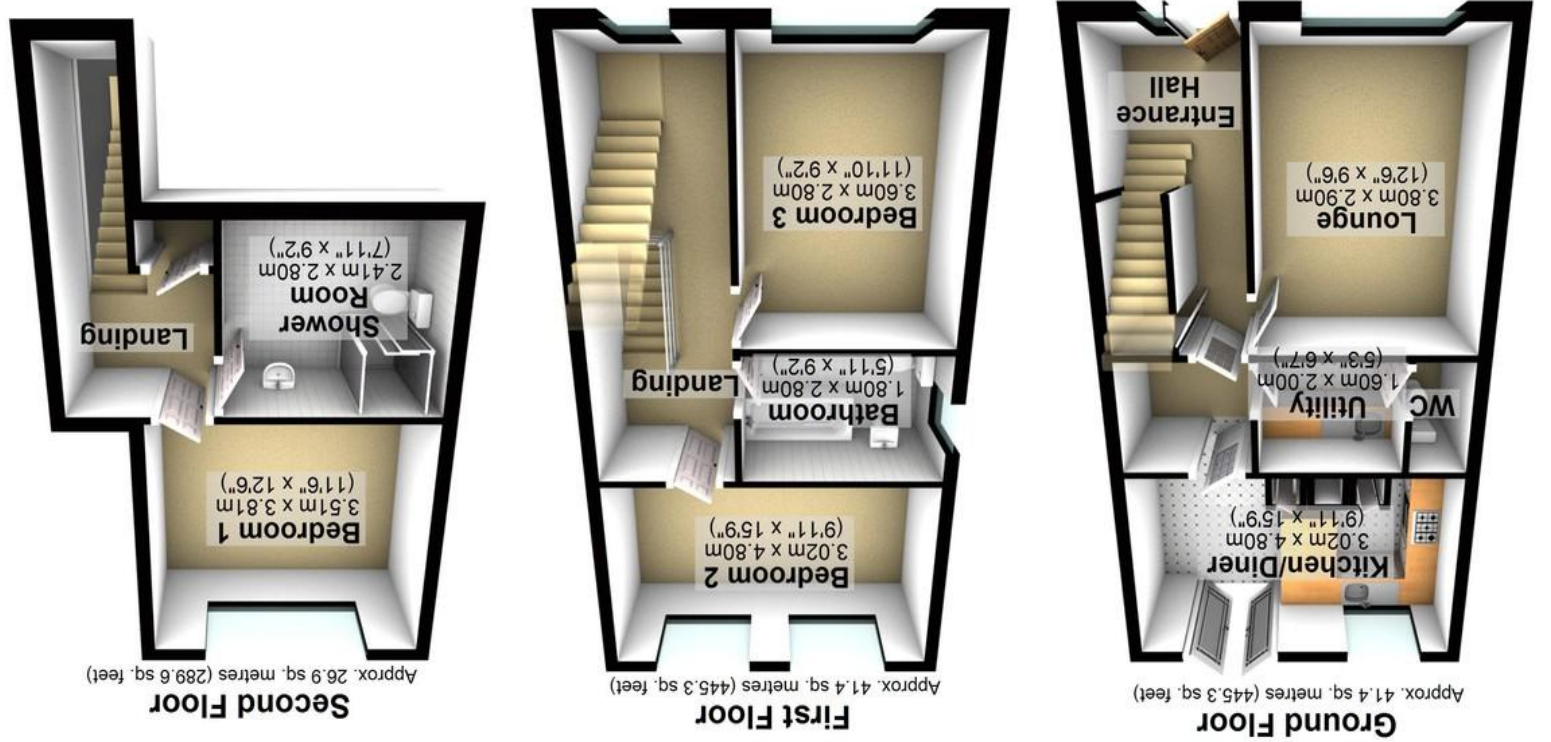 Ground Floor
Approx. 41.4 sq. metres (445.3 sq. feet)
Kitchen/Diner
3.02m x 4.80m
(9'11" x 15'9")
WC
Utility
1.60m x 2.00m
(5'3" x 6'7")
Lounge
3.80m x 2.90m
(12'6" x 9'6")
Entrance
Hall
First Floor
Approx. 41.4 sq. metres (445.3 sq. feet)
Bedroom 2
3.02m x 4.80m
(9'11" x 15'9")
Bathroom
1.80m x 2.80m
(5'11" x 9'2")
Landing
Bedroom 3
3.60m x 2.80m
(11'10" x 9'2")
Second Floor
Approx. 26.9 sq. metres (289.6 sq. feet)
Bedroom 1
3.51m x 3.81m
(11'6" x 12'6")
Shower
Room
2.41m x 2.80m
(7'11" x 9'2")
Landing